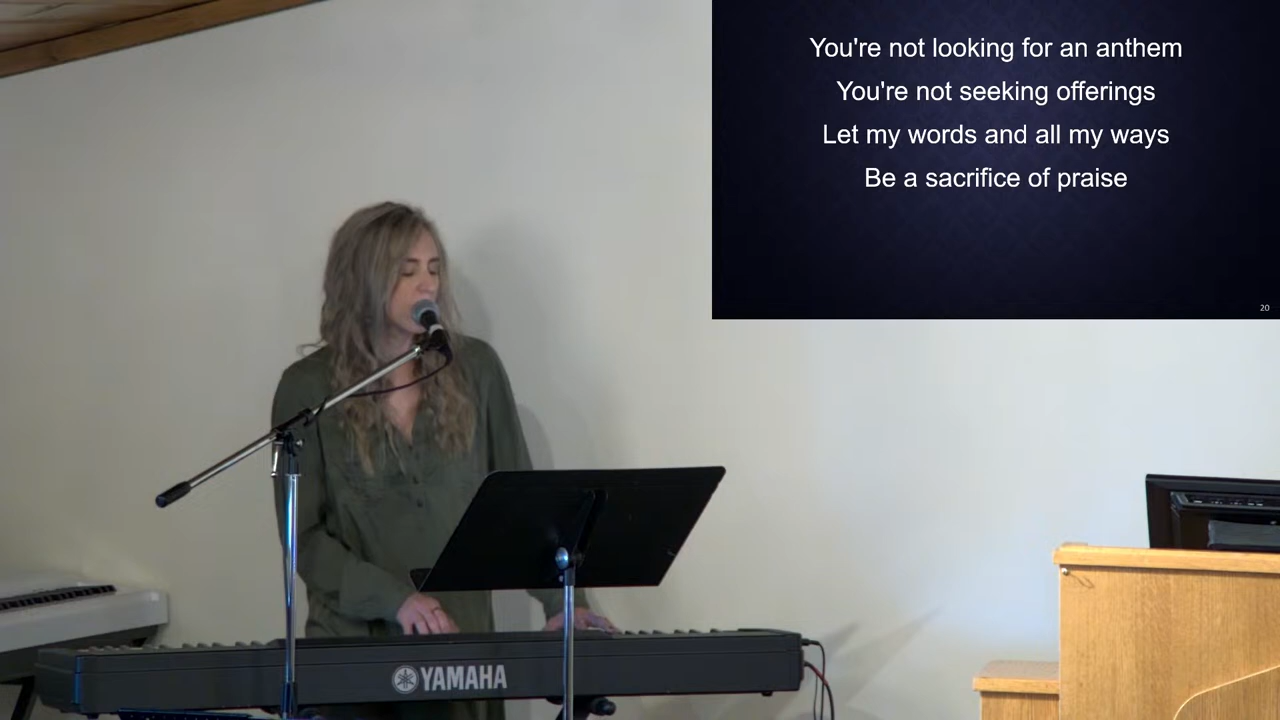 You're not looking for an anthem
You're not seeking offerings
Let my words and all my ways
Be a sacrifice of praise
20
YAMAHA